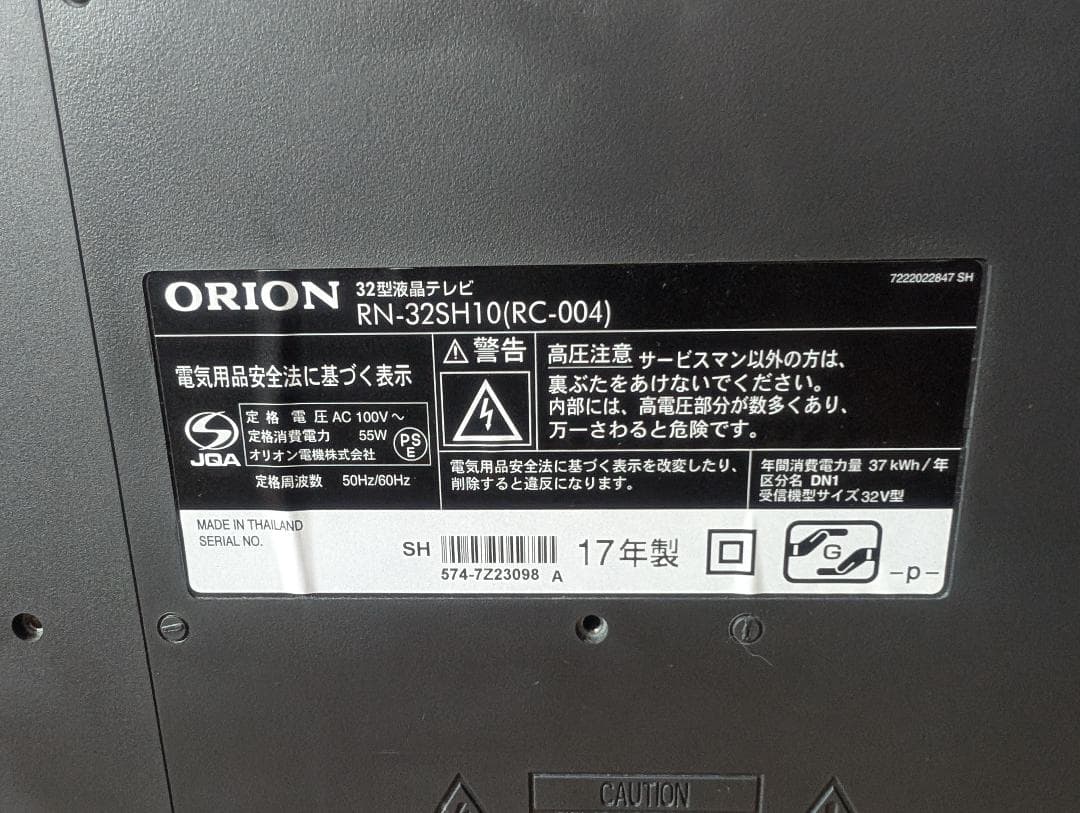 ORION 32型液晶テレビ
RN-32SH10(RC-004)
7222022847 SH
電気用品安全法に基づく表示
JQA
定格電圧 AC 100V～
定格消費電力 55W
オリオン電機株式会社
PS
E
定格周波数 50Hz/60Hz
警告
高圧注意 サービスマン以外の方は、
裏ぶたをあけないでください。
内部には、高電圧部分が数多くあり、
万一さわると危険です。
電気用品安全法に基づく表示を改変したり、
削除すると違反になります。
年間消費電力量 37 kWh/年
区分名 DN1
受信機型サイズ 32V型
MADE IN THAILAND
SERIAL NO.
SH
574-7Z23098 A
17年製
G
-p-
CAUTION